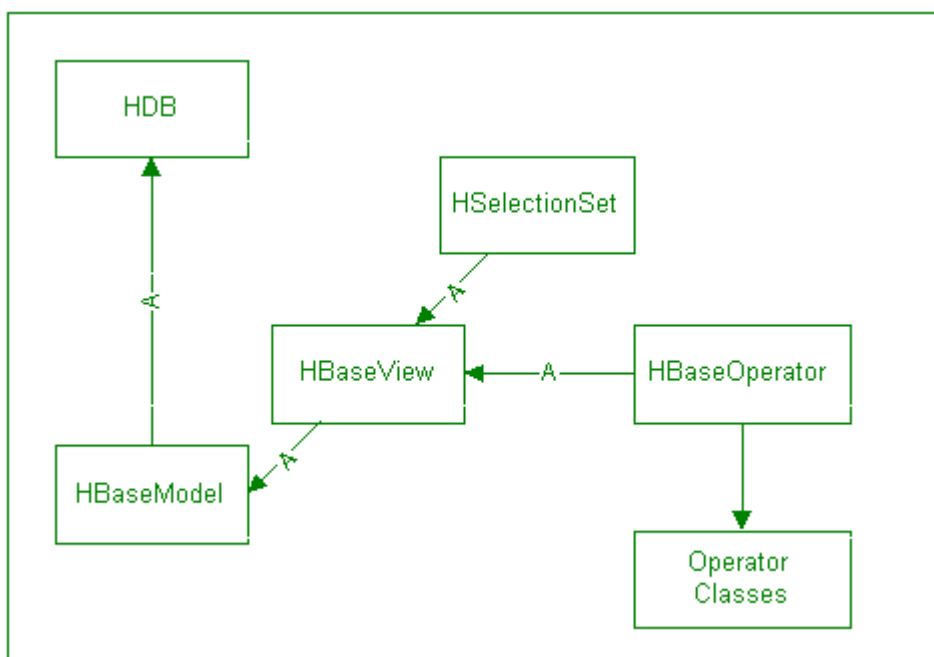 HDB
HSelectionSet
A
A
HBaseView
A
HBaseOperator
A
HBaseModel
Operator
Classes